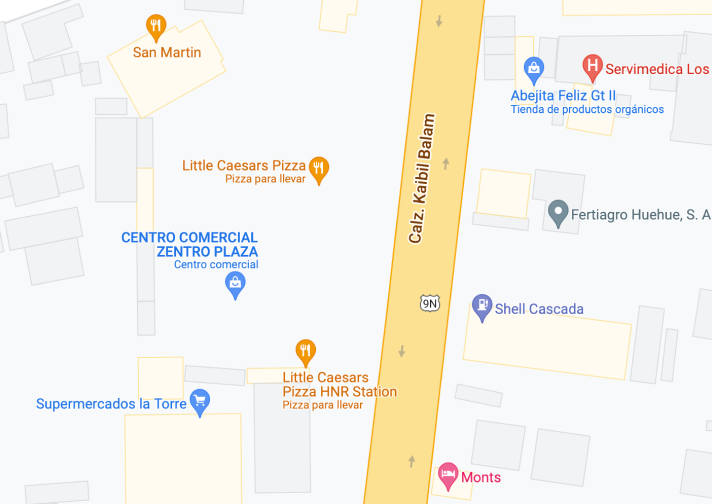 San Martin
Servimedica Los
Abejita Feliz Gt II
Tienda de productos orgánicos
Little Caesars Pizza
Pizza para llevar
Calz. Kaibil Balam
Fertiagro Huehue, S. A
CENTRO COMERCIAL
ZENTRO PLAZA
Centro comercial
9N
Shell Cascada
Little Caesars
Pizza HNR Station
Pizza para llevar
Supermercados la Torre
Monts
H